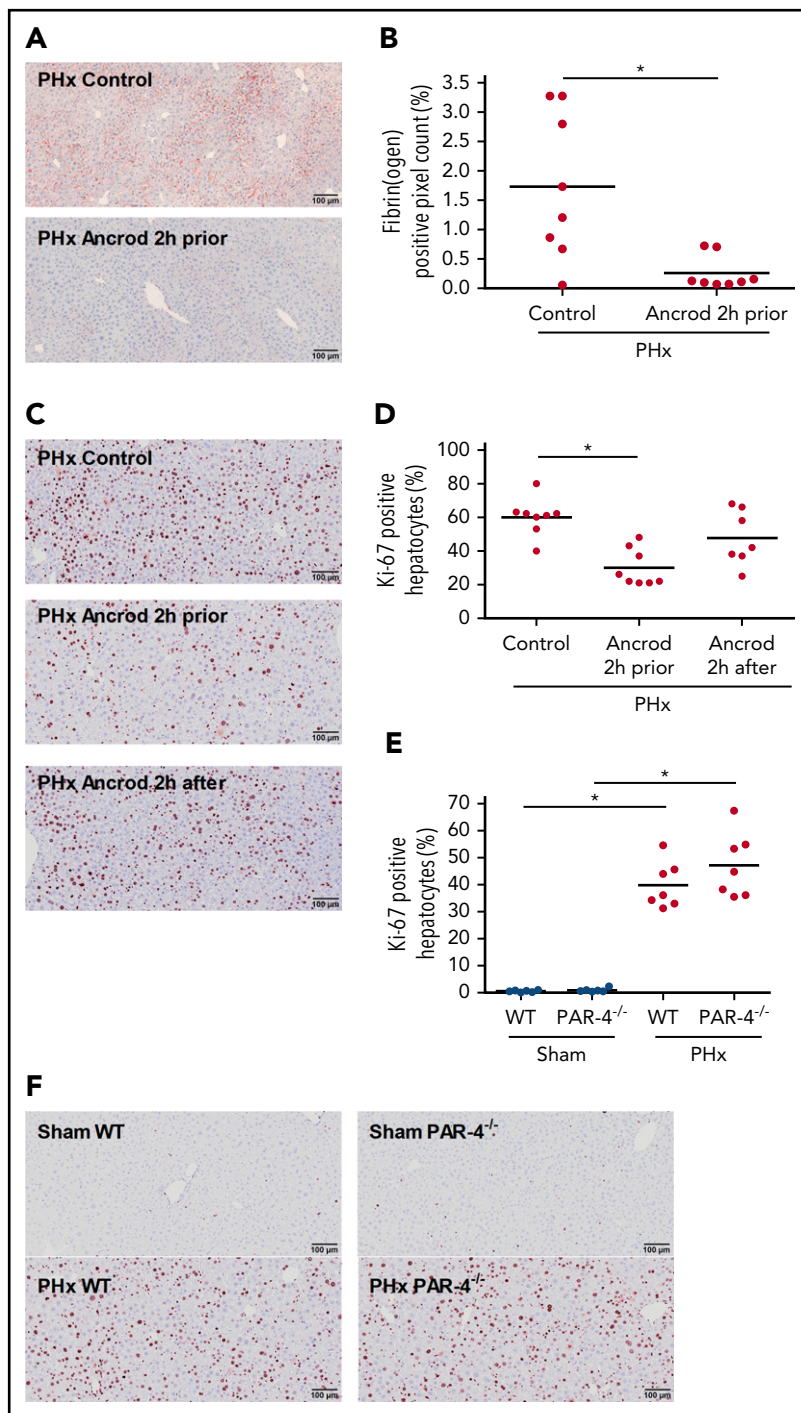 A
PHx Control
100 µm
PHx Ancrod 2h prior
100 µm
B
Fibrin(ogen)
positive pixel count (%)
3.5
3.0
2.5
2.0
1.5
1.0
0.5
0.0
*
Control
Ancrod 2h prior
PHx
C
PHx Control
100 µm
PHx Ancrod 2h prior
100 µm
PHx Ancrod 2h after
100 µm
D
Ki-67 positive
hepatocytes (%)
100
80
60
40
20
0
*
Control
Ancrod
2h prior
Ancrod
2h after
PHx
E
Ki-67 positive
hepatocytes (%)
70
60
50
40
30
20
10
0
*
*
WT
PAR-4-/-
WT
PAR-4-/-
Sham
PHx
F
Sham WT
100 µm
Sham PAR-4-/-
100 µm
PHx WT
100 µm
PHx PAR-4-/-
100 µm